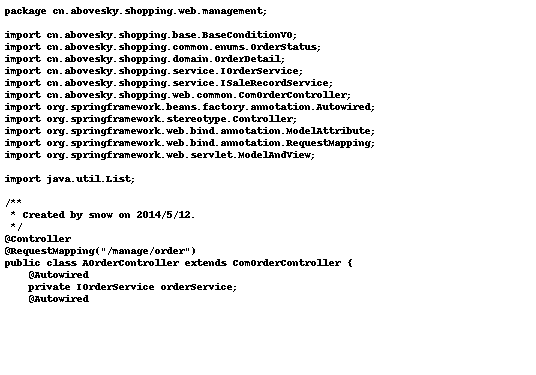 package cn.abovesky.shopping.web.management;

import cn.abovesky.shopping.base.BaseConditionVO;
import cn.abovesky.shopping.common.enums.OrderStatus;
import cn.abovesky.shopping.domain.OrderDetail;
import cn.abovesky.shopping.service.IOrderService;
import cn.abovesky.shopping.service.ISaleRecordService;
import cn.abovesky.shopping.web.common.ComOrderController;
import org.springframework.beans.factory.annotation.Autowired;
import org.springframework.stereotype.Controller;
import org.springframework.web.bind.annotation.ModelAttribute;
import org.springframework.web.bind.annotation.RequestMapping;
import org.springframework.web.servlet.ModelAndView;

import java.util.List;

/**
 * Created by snow on 2014/5/12.
 */
@Controller
@RequestMapping("/manage/order")
public class AOrderController extends ComOrderController {
    @Autowired
    private IOrderService orderService;
    @Autowired